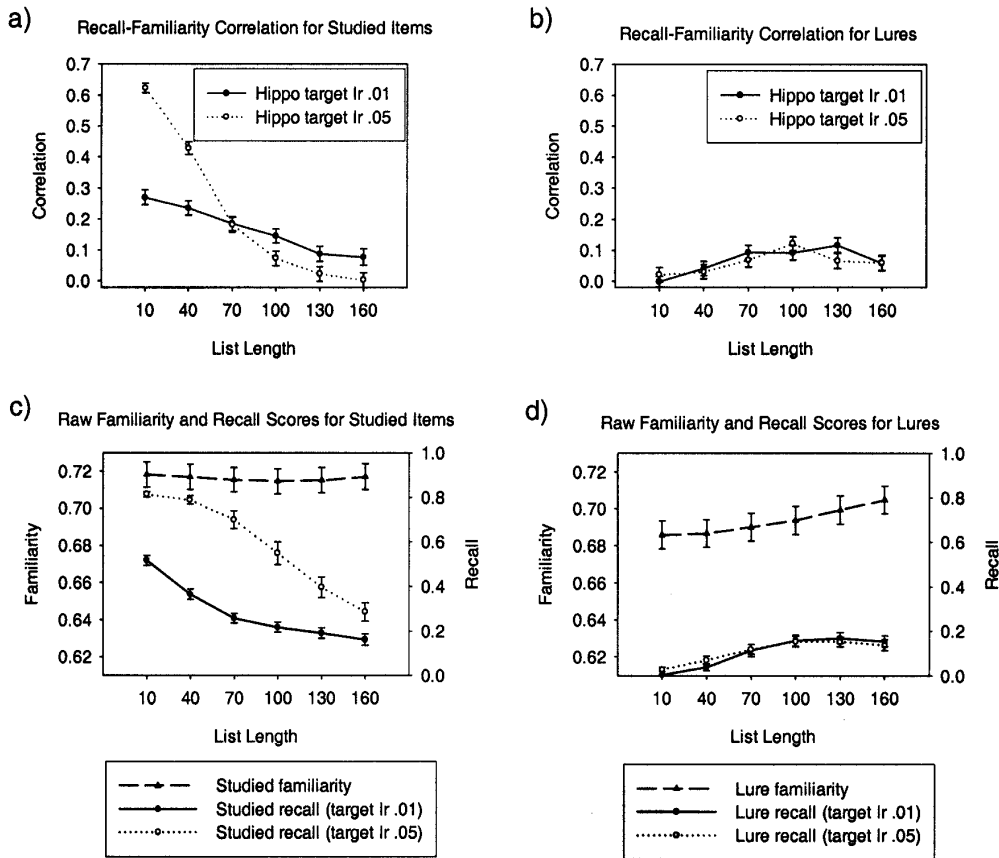 a)
Recall-Familiarity Correlation for Studied Items
0.7
0.6
0.5
0.4
0.3
0.2
0.1
0.0
Correlation
Hippo target lr .01
Hippo target lr .05
10 40 70 100 130 160
List Length
b)
Recall-Familiarity Correlation for Lures
0.7
0.6
0.5
0.4
0.3
0.2
0.1
0.0
Correlation
Hippo target lr .01
Hippo target lr .05
10 40 70 100 130 160
List Length
c)
Raw Familiarity and Recall Scores for Studied Items
0.72
0.70
0.68
0.66
0.64
0.62
Familiarity
1.0
0.8
0.6
0.4
0.2
0.0
Recall
10 40 70 100 130 160
List Length
Studied familiarity
Studied recall (target lr .01)
Studied recall (target lr .05)
d)
Raw Familiarity and Recall Scores for Lures
0.72
0.70
0.68
0.66
0.64
0.62
Familiarity
1.0
0.8
0.6
0.4
0.2
0.0
Recall
10 40 70 100 130 160
List Length
Lure familiarity
Lure recall (target lr .01)
Lure recall (target lr .05)